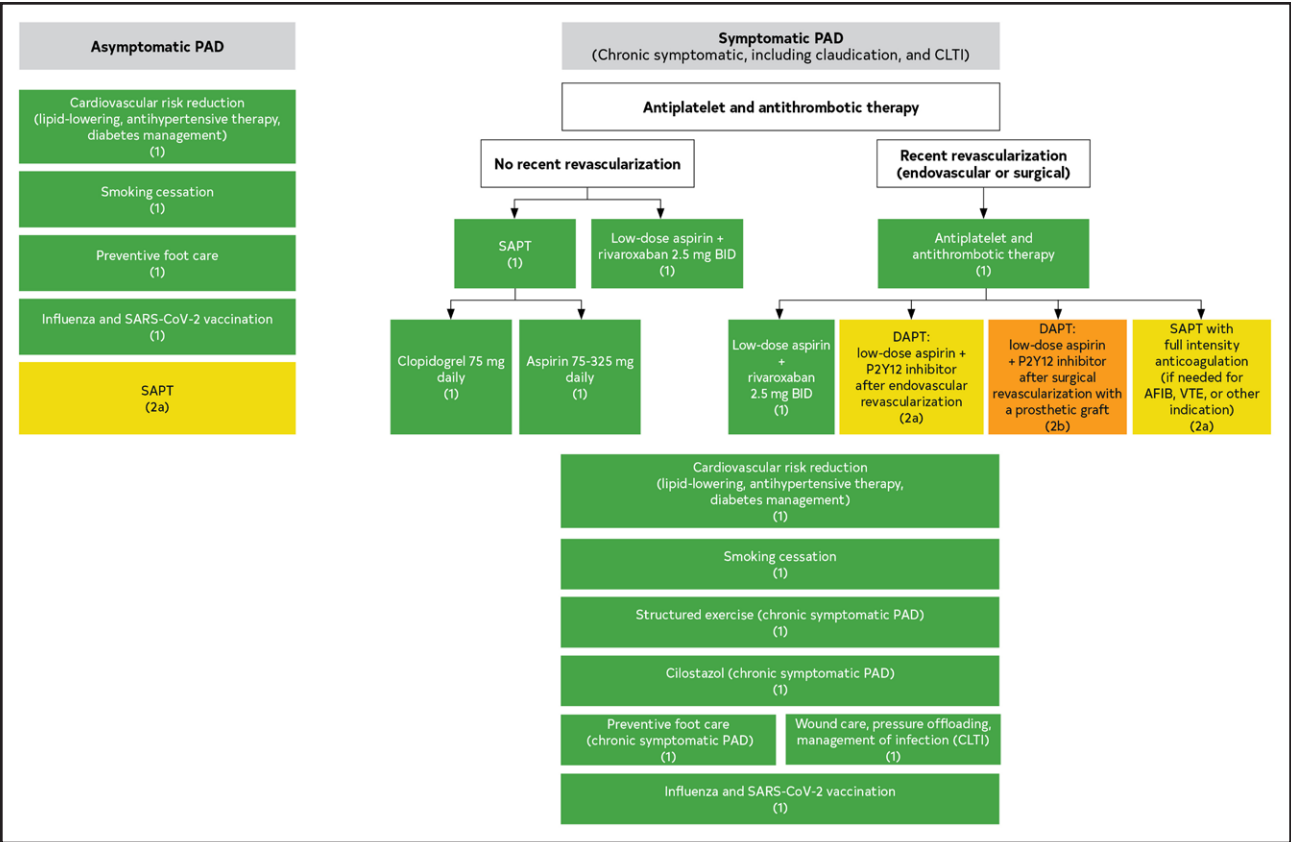 Asymptomatic PAD
Cardiovascular risk reduction
(lipid-lowering, antihypertensive therapy,
diabetes management)
(1)
Smoking cessation
(1)
Preventive foot care
(1)
Influenza and SARS-CoV-2 vaccination
(1)
SAPT
(2a)
Symptomatic PAD
(Chronic symptomatic, including claudication, and CLTI)
Antiplatelet and antithrombotic therapy
No recent revascularization
Recent revascularization
(endovascular or surgical)
SAPT
(1)
Low-dose aspirin +
rivaroxaban 2.5 mg BID
(1)
Antiplatelet and
antithrombotic therapy
(1)
Clopidogrel 75 mg
daily
(1)
Aspirin 75-325 mg
daily
(1)
Low-dose aspirin
+
rivaroxaban
2.5 mg BID
(1)
DAPT:
low-dose aspirin +
P2Y12 inhibitor
after endovascular
revascularization
(2a)
DAPT:
low-dose aspirin
+ P2Y12 inhibitor
after surgical
revascularization with
a prosthetic graft
(2b)
SAPT with
full intensity
anticoagulation
(if needed for
AFIB, VTE, or other
indication)
(2a)
Cardiovascular risk reduction
(lipid-lowering, antihypertensive therapy,
diabetes management)
(1)
Smoking cessation
(1)
Structured exercise (chronic symptomatic PAD)
(1)
Cilostazol (chronic symptomatic PAD)
(1)
Preventive foot care
(chronic symptomatic PAD)
(1)
Wound care, pressure offloading,
management of infection (CLTI)
(1)
Influenza and SARS-CoV-2 vaccination
(1)